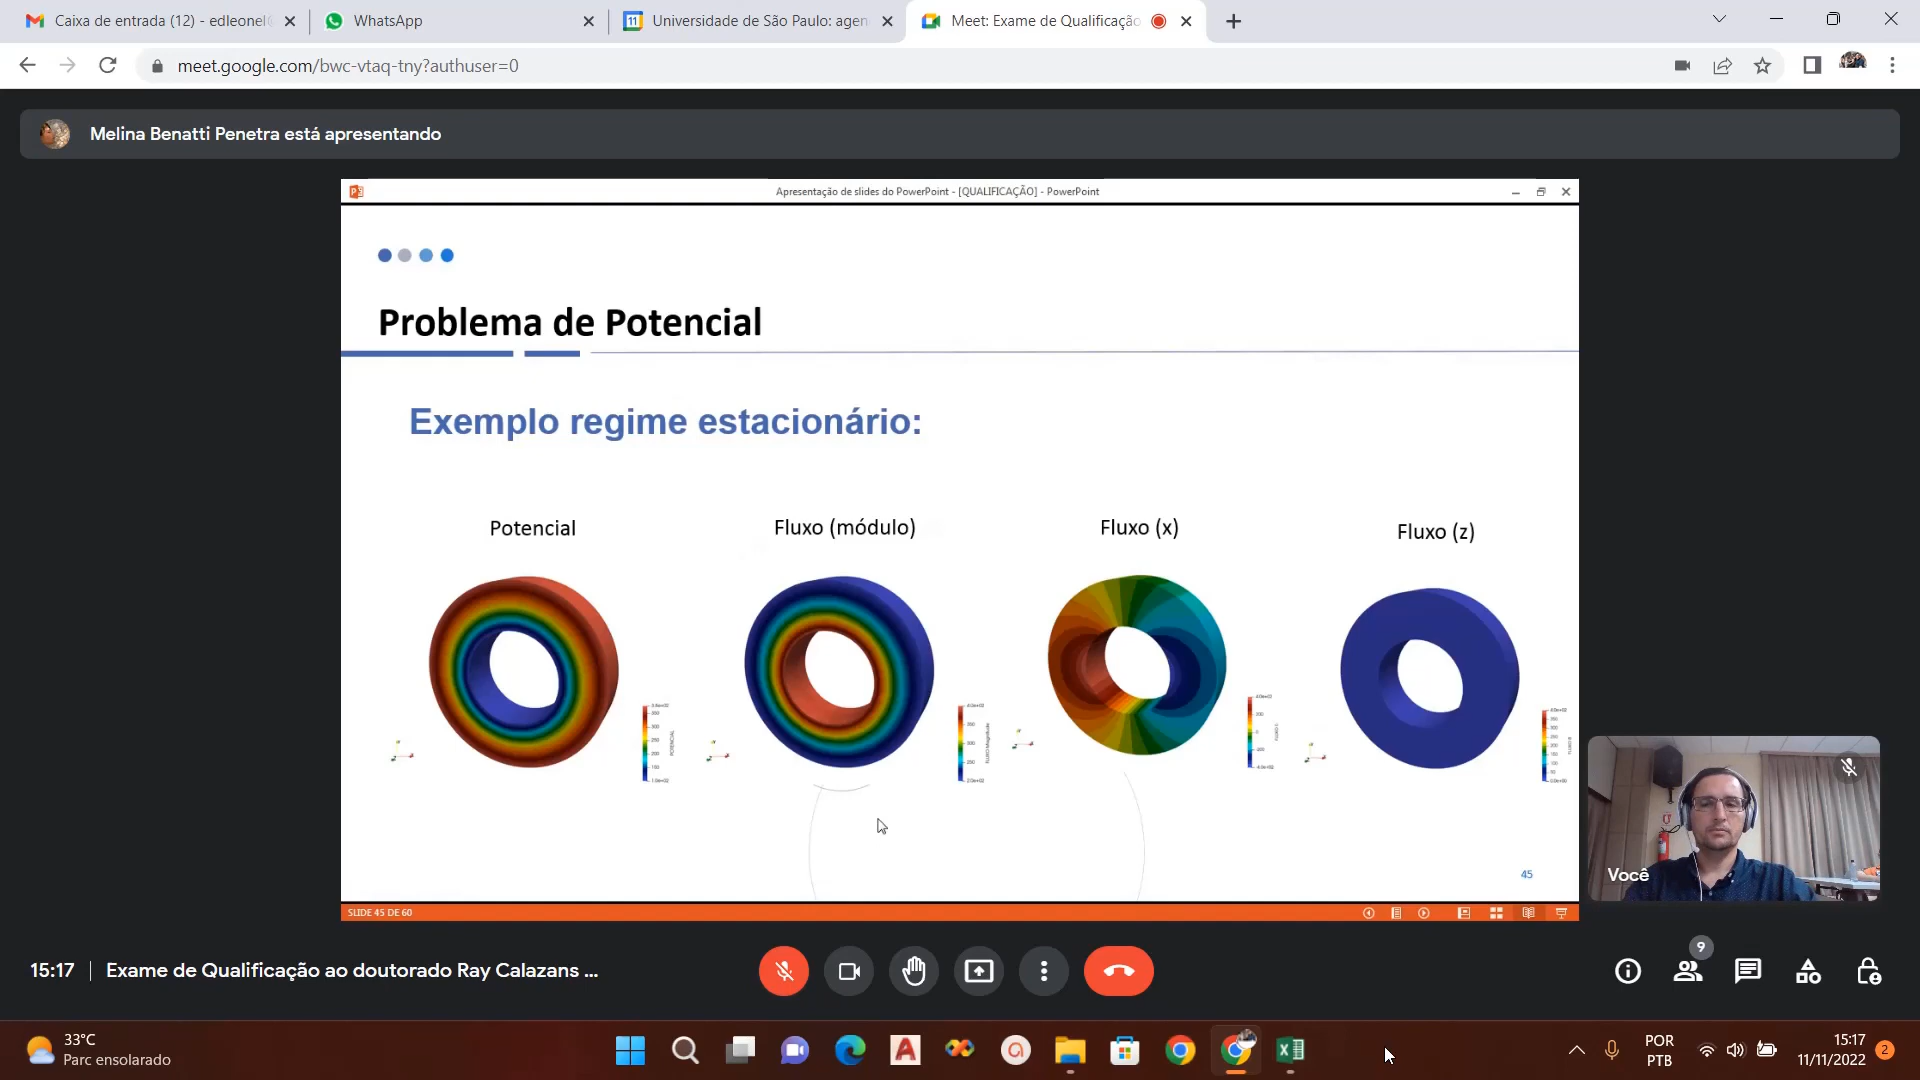 Caixa de entrada (12) - edleonel@
WhatsApp
Universidade de São Paulo: agen
Meet: Exame de Qualificação
meet.google.com/bwc-vtaq-tny?authuser=0
Melina Benatti Penetra está apresentando
Apresentação de slides do PowerPoint - [QUALIFICAÇÃO] - PowerPoint
Problema de Potencial
Exemplo regime estacionário:
Potencial
Fluxo (módulo)
Fluxo (x)
Fluxo (z)
POTENCIAL
FLUXO Magnitude
45
SLIDE 45 DE 60
Você
15:17
Exame de Qualificação ao doutorado Ray Calazans ...
9
33°C
Parc ensolarado
POR
PTB
15:17
11/11/2022
2